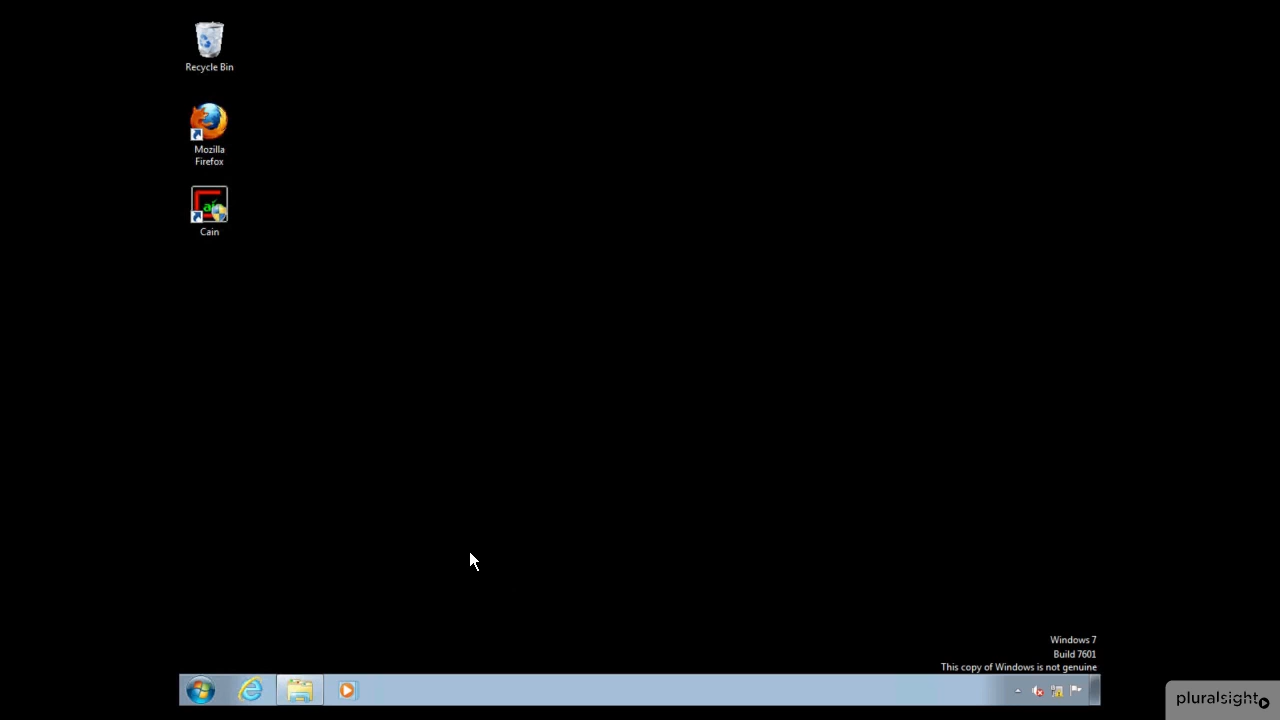 Recycle Bin
Mozilla
Firefox
Cain
Windows 7
Build 7601
This copy of Windows is not genuine
pluralsight